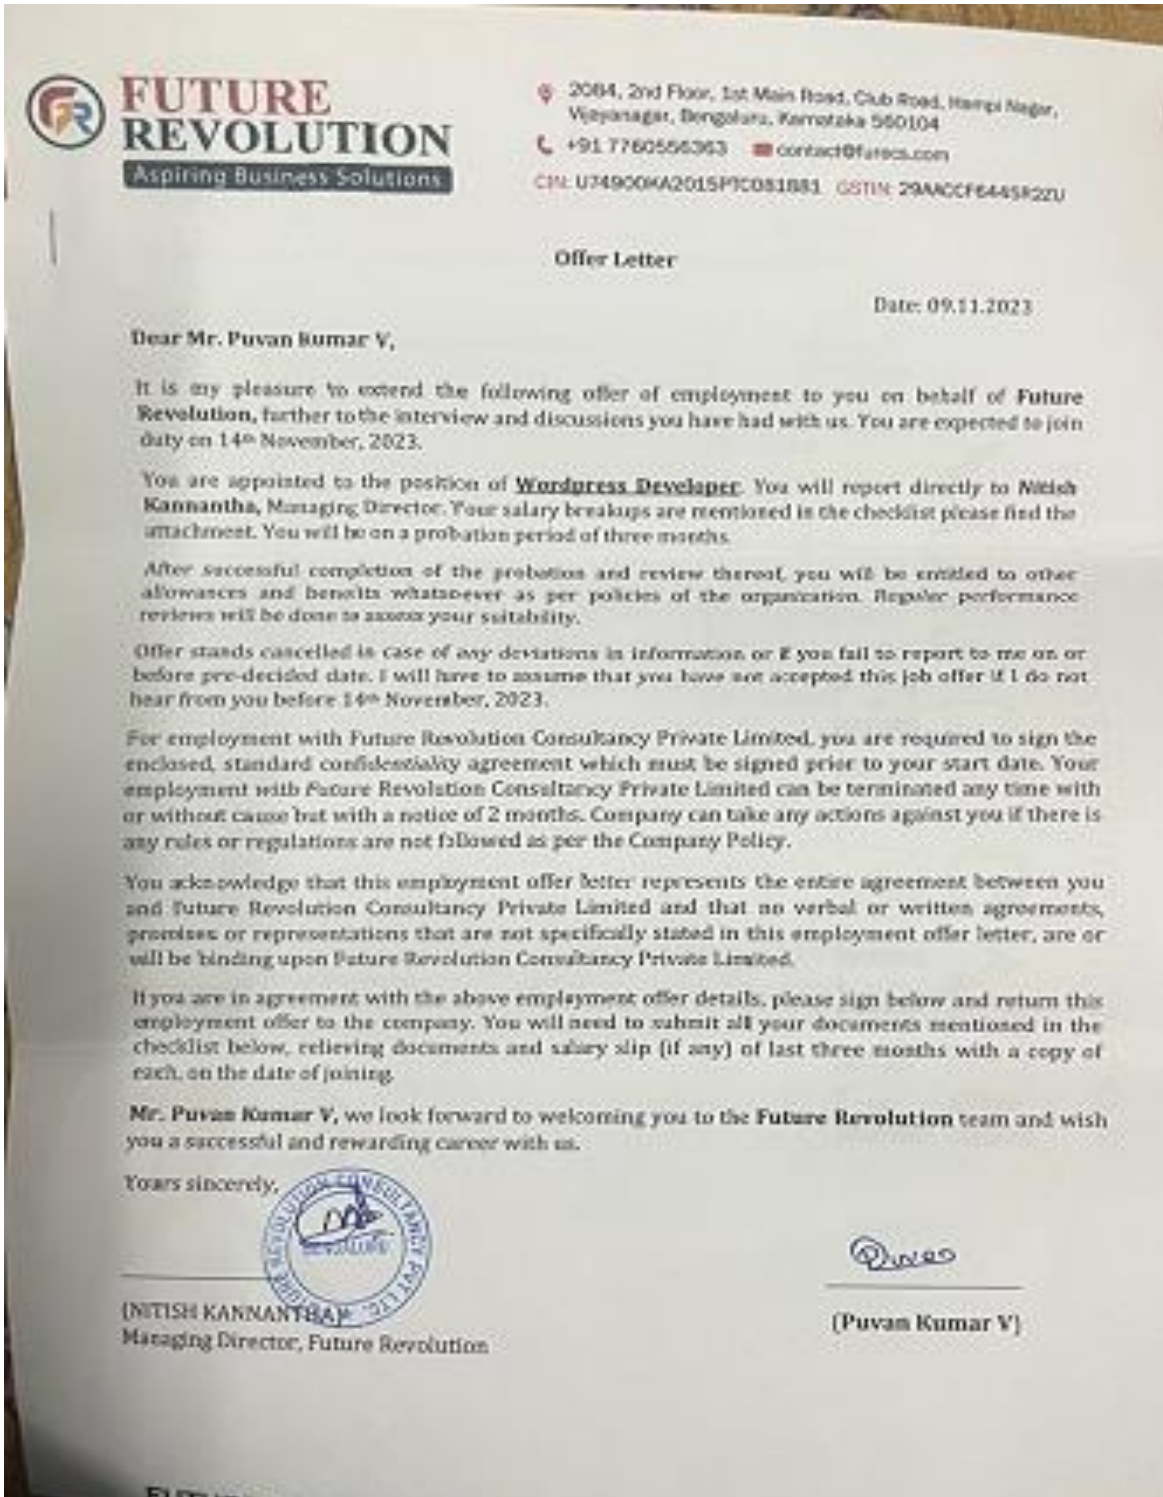 FUTURE
REVOLUTION
Aspiring Business Solutions
2084, 2nd Floor, 1st Main Road, Club Road, Hampi Nagar,
Vijayanagar, Bengaluru, Karnataka 560104
+91 7760556363 contact@furecs.com
CIN: U74900KA2015PTC081881 GSTIN: 29AACCF6445R2ZU
Offer Letter
Date: 09.11.2023
Dear Mr. Puvan Kumar V,
It is my pleasure to extend the following offer of employment to you on behalf of Future
Revolution, further to the interview and discussions you have had with us. You are expected to join
duty on 14th November, 2023.
You are appointed to the position of Wordpress Developer. You will report directly to Nitish
Kannantha, Managing Director. Your salary breakups are mentioned in the checklist please find the
attachment. You will be on a probation period of three months.
After successful completion of the probation and review thereof, you will be entitled to other
allowances and benefits whatsoever as per policies of the organization. Regular performance
reviews will be done to assess your suitability.
Offer stands cancelled in case of any deviations in information or if you fail to report to me on or
before pre-decided date. I will have to assume that you have not accepted this job offer if I do not
hear from you before 14th November, 2023.
For employment with Future Revolution Consultancy Private Limited, you are required to sign the
enclosed, standard confidentiality agreement which must be signed prior to your start date. Your
employment with Future Revolution Consultancy Private Limited can be terminated any time with
or without cause but with a notice of 2 months. Company can take any actions against you if there is
any rules or regulations are not followed as per the Company Policy.
You acknowledge that this employment offer letter represents the entire agreement between you
and Future Revolution Consultancy Private Limited and that no verbal or written agreements,
promises or representations that are not specifically stated in this employment offer letter, are or
will be binding upon Future Revolution Consultancy Private Limited.
If you are in agreement with the above employment offer details, please sign below and return this
employment offer to the company. You will need to submit all your documents mentioned in the
checklist below, relieving documents and salary slip (if any) of last three months with a copy of
each, on the date of joining.
Mr. Puvan Kumar V, we look forward to welcoming you to the Future Revolution team and wish
you a successful and rewarding career with us.
Yours sincerely,
FUTURE REVOLUTION CONSULTANCY PVT LTD.
BENGALURU
(NITISH KANNANTHA)
Managing Director, Future Revolution
(Puvan Kumar V)